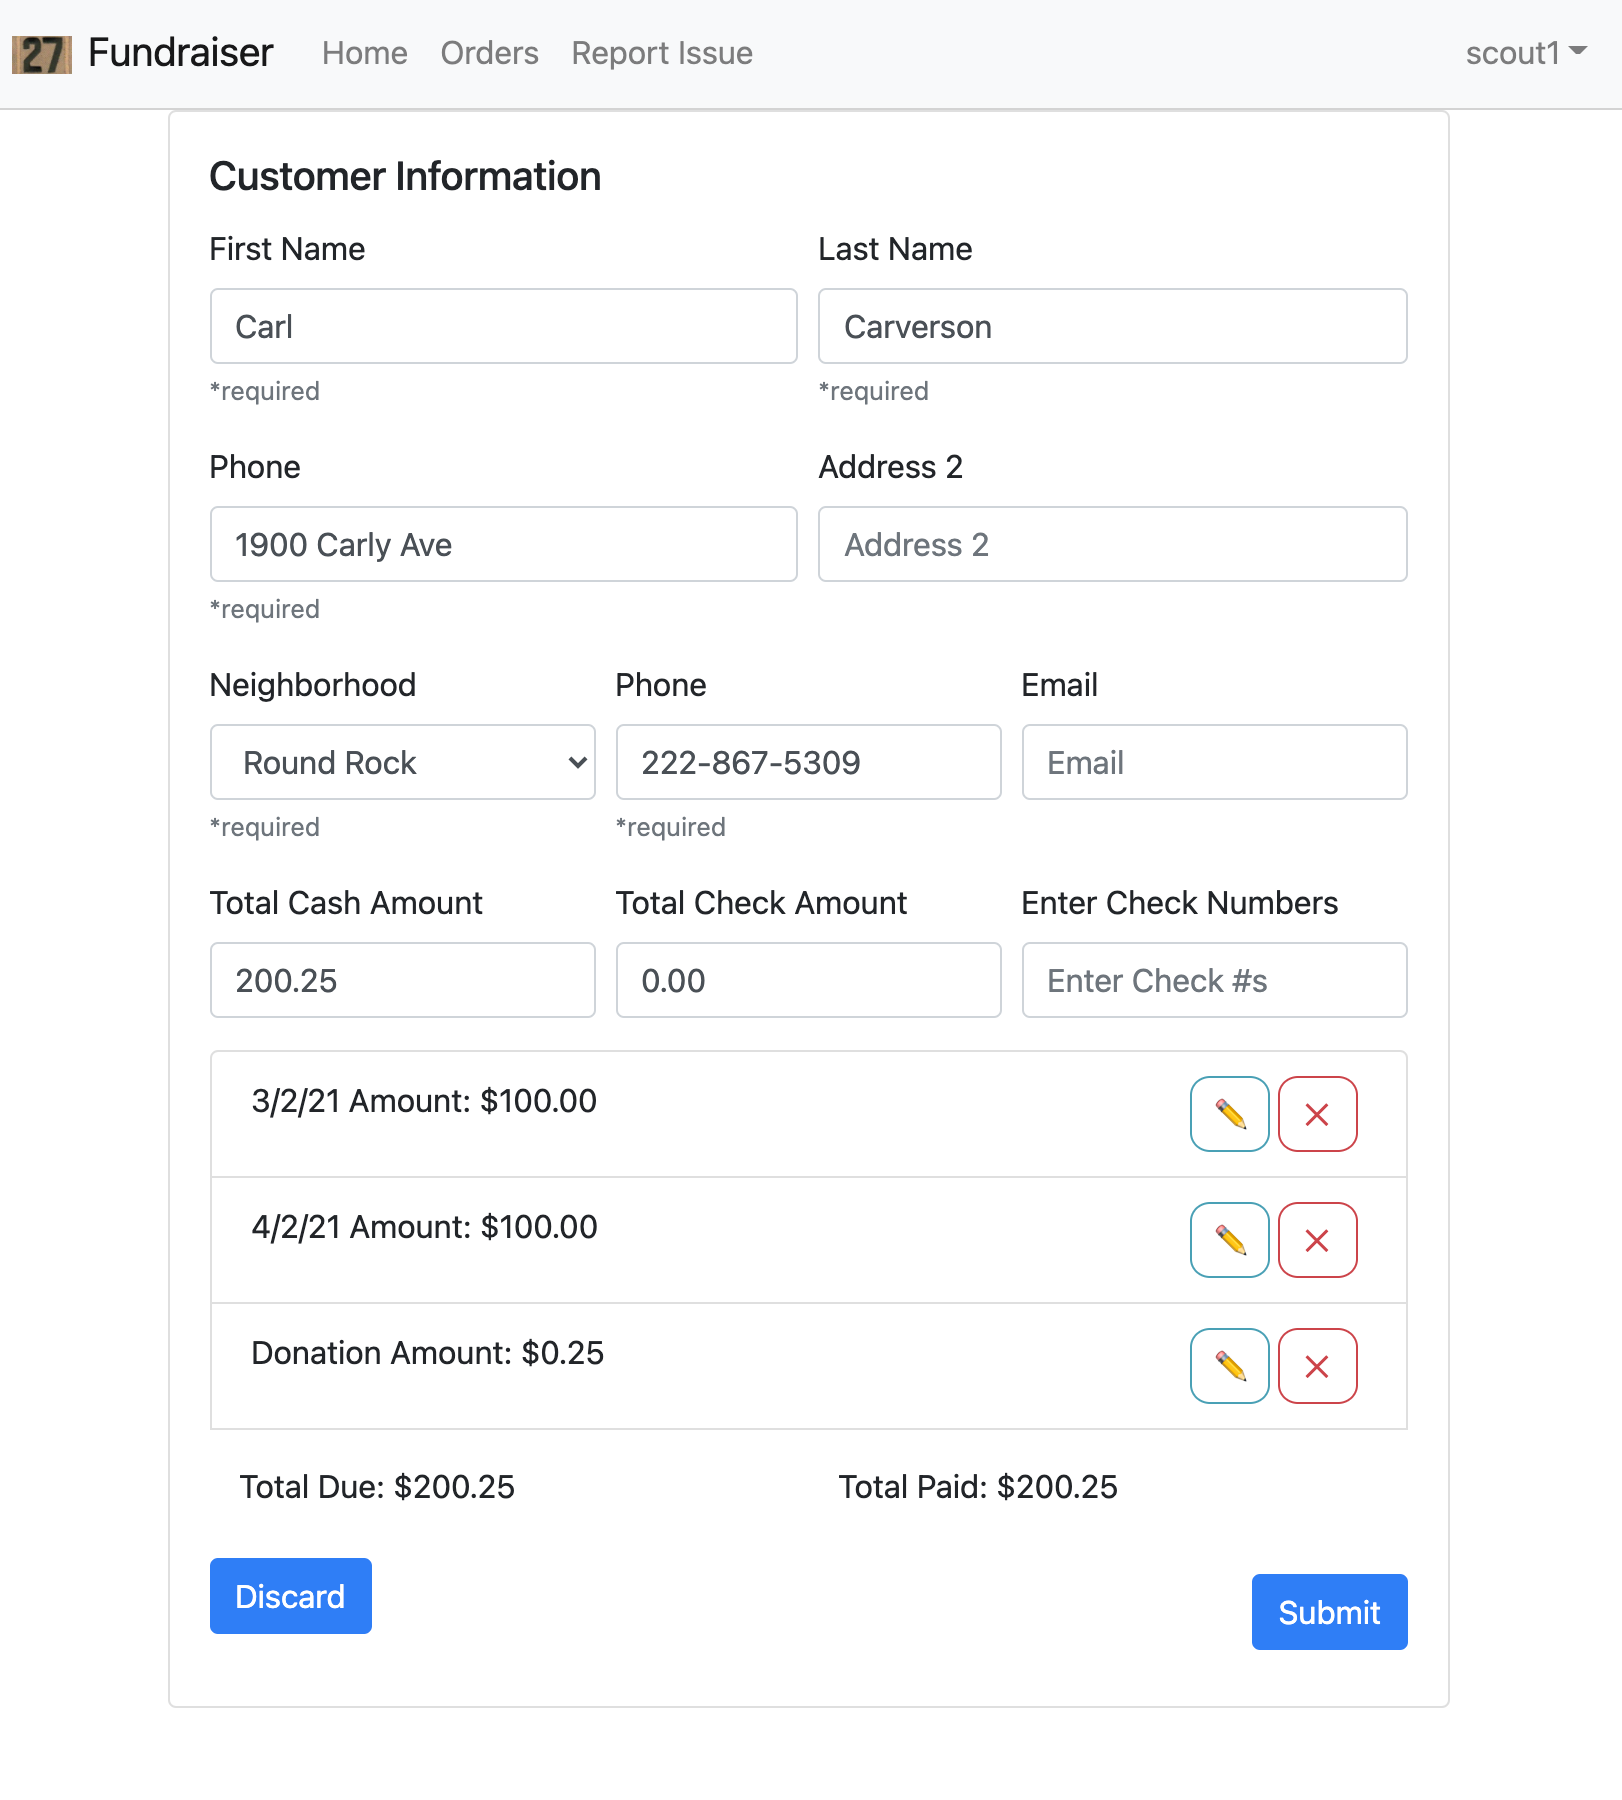 27 Fundraiser Home Orders Report Issue scout1
Customer Information
First Name Last Name
Carl Carverson
*required *required
Phone Address 2
1900 Carly Ave Address 2
*required
Neighborhood Phone Email
Round Rock 222-867-5309 Email
*required *required
Total Cash Amount Total Check Amount Enter Check Numbers
200.25 0.00 Enter Check #s
3/2/21 Amount: $100.00
4/2/21 Amount: $100.00
Donation Amount: $0.25
Total Due: $200.25 Total Paid: $200.25
Discard
Submit